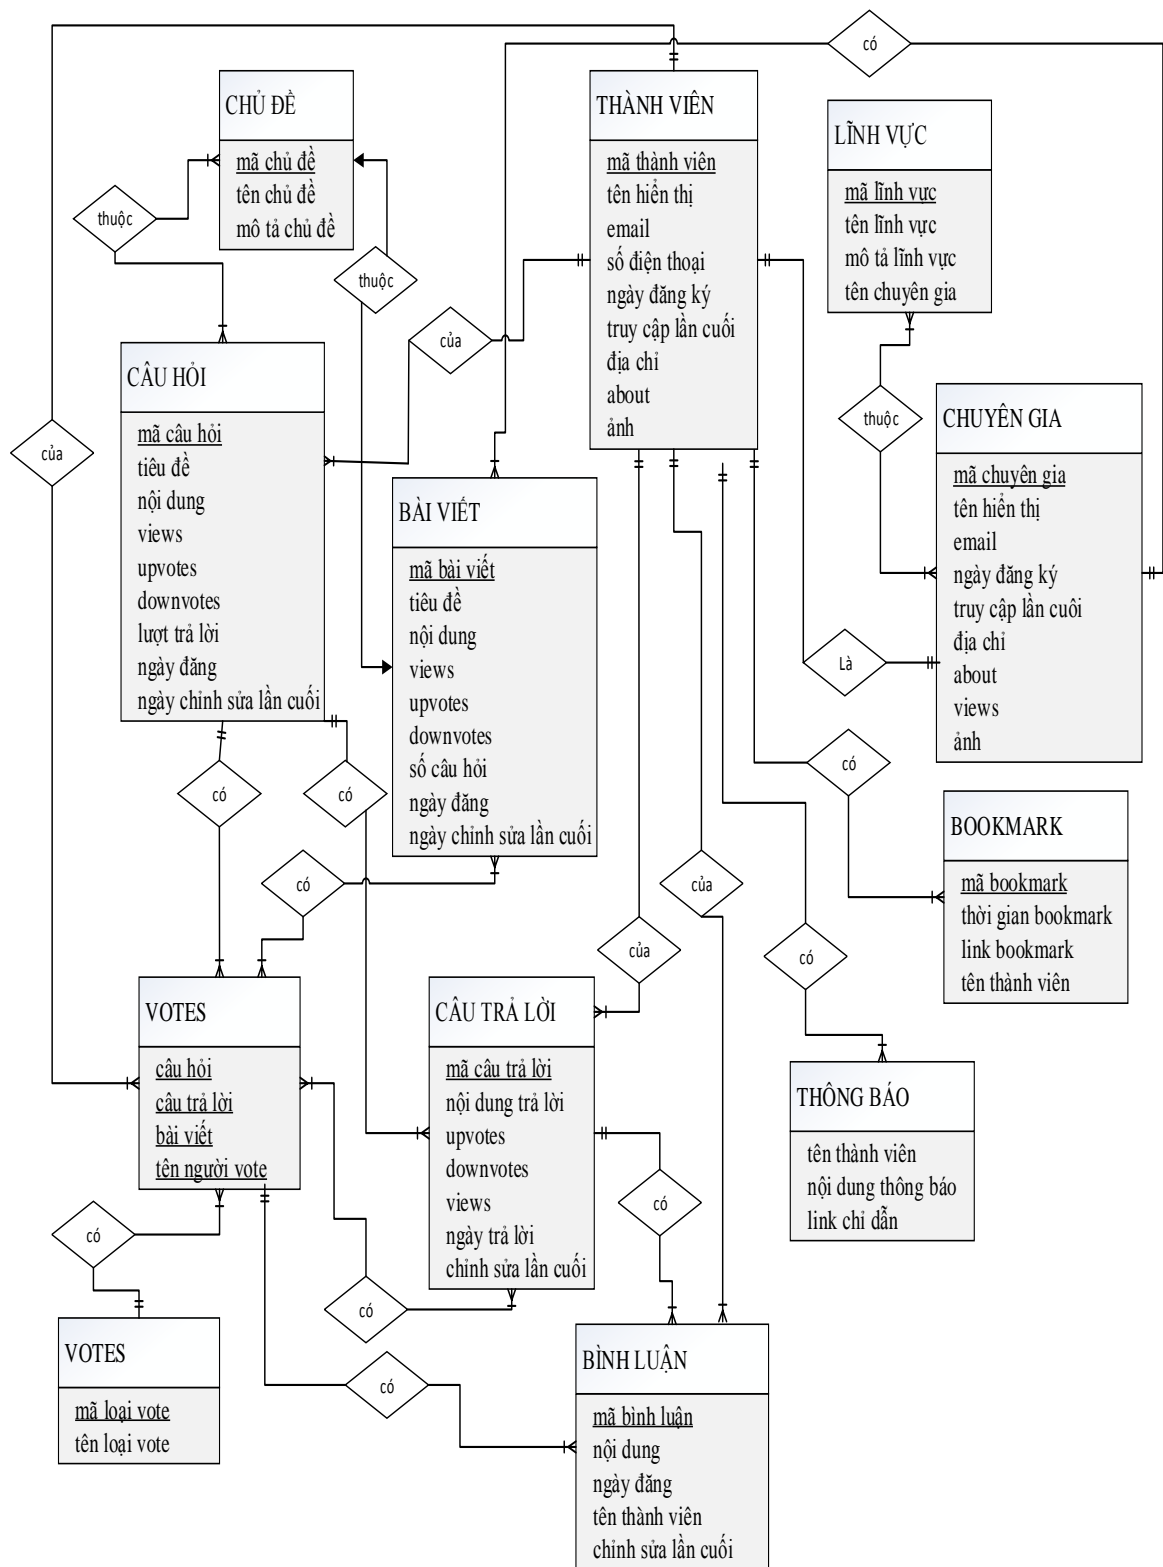 có
CHỦ ĐỀ
mã chủ đề
tên chủ đề
mô tả chủ đề
THÀNH VIÊN
mã thành viên
tên hiển thị
email
số điện thoại
ngày đăng ký
truy cập lần cuối
địa chỉ
about
ảnh
LĨNH VỰC
mã lĩnh vực
tên lĩnh vực
mô tả lĩnh vực
tên chuyên gia
thuộc
thuộc
của
của
thuộc
CÂU HỎI
mã câu hỏi
tiêu đề
nội dung
views
upvotes
downvotes
lượt trả lời
ngày đăng
ngày chỉnh sửa lần cuối
BÀI VIẾT
mã bài viết
tiêu đề
nội dung
views
upvotes
downvotes
số câu hỏi
ngày đăng
ngày chỉnh sửa lần cuối
CHUYÊN GIA
mã chuyên gia
tên hiển thị
email
ngày đăng ký
truy cập lần cuôi
địa chỉ
about
views
ảnh
Là
có
có
có
có
của
của
có
BOOKMARK
mã bookmark
thời gian bookmark
link bookmark
tên thành viên
VOTES
câu hỏi
câu trả lời
bài viết
tên người vote
CÂU TRẢ LỜI
mã câu trả lời
nội dung trả lời
upvotes
downvotes
views
ngày trả lời
chỉnh sửa lần cuối
THÔNG BÁO
tên thành viên
nội dung thông báo
link chỉ dẫn
có
có
có
có
VOTES
mã loại vote
tên loại vote
BÌNH LUẬN
mã bình luận
nội dung
ngày đăng
tên thành viên
chỉnh sửa lần cuối